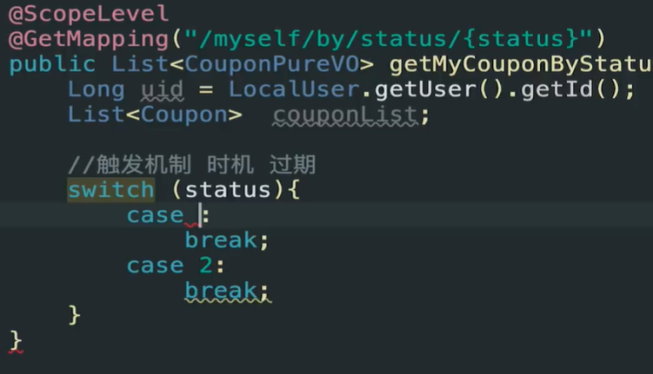 @ScopeLevel
@GetMapping("/myself/by/status/{status}")
public List<CouponPureVO> getMyCouponByStatu
    Long uid = LocalUser.getUser().getId();
    List<Coupon>  couponList;

    //触发机制 时机 过期
    switch (status){
        case :
            break;
        case 2:
            break;
    }
}